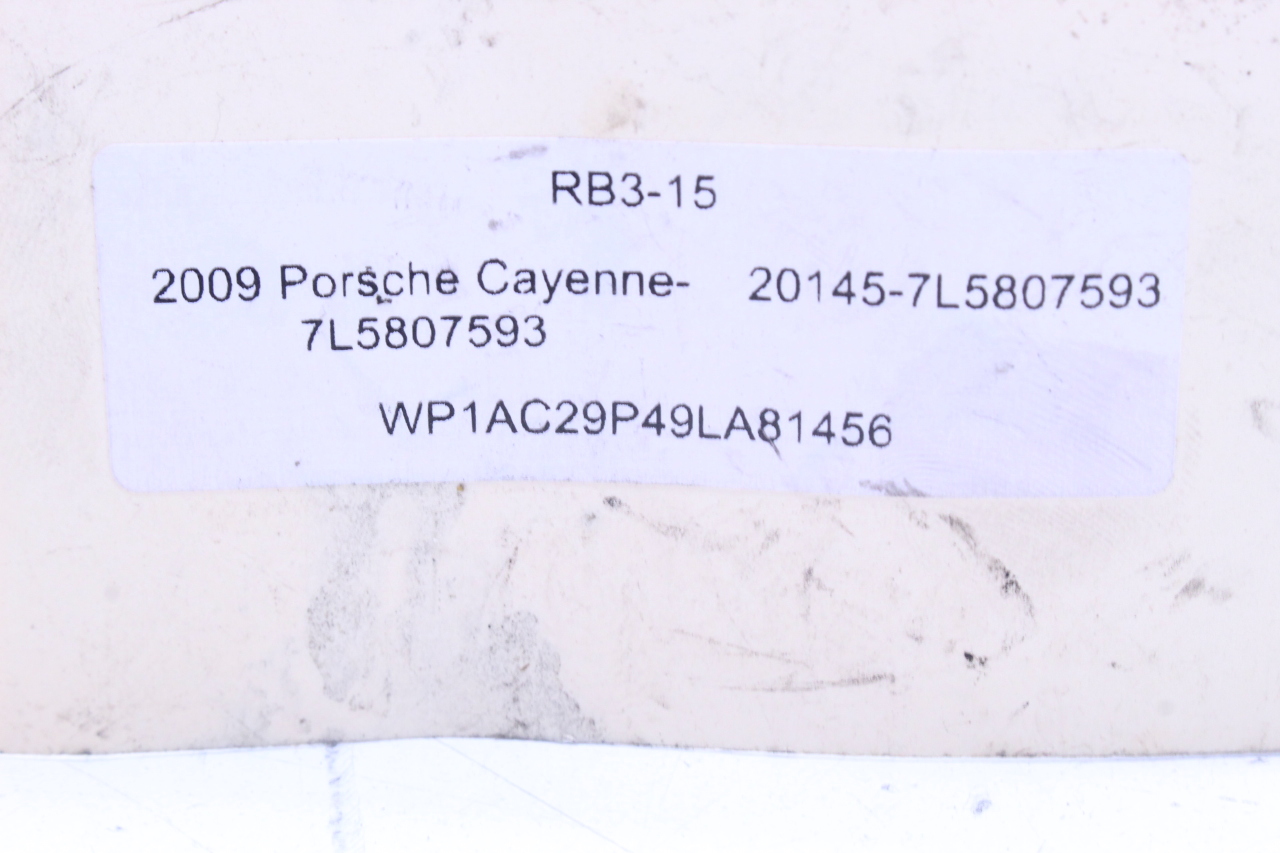 RB3-15
2009 Porsche Cayenne- 20145-7L5807593
7L5807593
WP1AC29P49LA81456